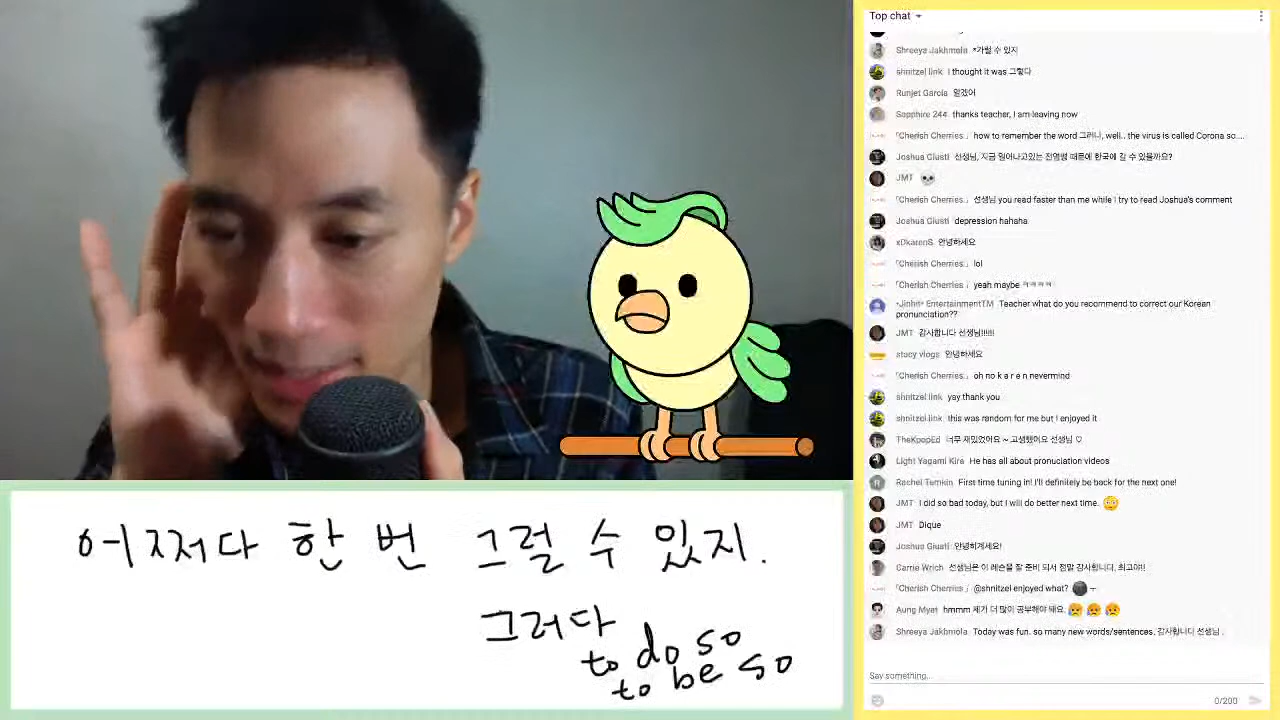 어쩌다 한 번 그럴 수 있지.
그러다
to do so
to be so
Top chat
Shreeya Jakhmola *가럴 수 있지
shnitzel link I thought it was 그렇다
Runjet Garcia 알겠어
Sapphire 244 thanks teacher, I am leaving now
「Cherish Cherries.」 how to remember the word 그러니, well.. the virus is called Corona so...
Joshua Giusti 선생님, 지금 일어나고있는 전염병 때문에 한국에 갈 수 있을까요?
JMT 💀
「Cherish Cherries.」 선생님 you read faster than me while I try to read Joshua's comment
Joshua Giusti depression hahaha
xDkarenS 안녕하세요
「Cherish Cherries.」 lol
「Cherish Cherries.」 yeah maybe ㅋㅋㅋㅋ
•Jinhit• EntertainmentTM Teacher what do you recommend to correct our Korean
pronunciation??
JMT 감사합니다 선생님!!!!!!
stacy vlogs 안녕하세요
「Cherish Cherries.」 oh no k a r e n nevermind
shnitzel link yay thank you
shnitzel link this was random for me but I enjoyed it
TheKpopEd 너무 재밌었어요 ~ 고생했어요 선생님 ♡
Light Yagami Kira He has all about pronuciation videos
R Rachel Temkin First time tuning in! I'll definitely be back for the next one!
JMT I did so bad today, but I will do better next time. 😳
JMT Dique
Joshua Giusti 안녕히계세요!
Carrie Wrich 선생님은 이 레슨을 잘 준비 되서 정말 감사합니다. 최고야!!
「Cherish Cherries.」 @shnitzel enjoyed what? 🌚 ㅜ
Aung Myat hmmm 제가 더 많이 공부해야 돼요. 😥 😥 😥
Shreeya Jakhmola Today was fun. so many new words/sentences. 감사합니다 선생님 .
Say something...
0/200